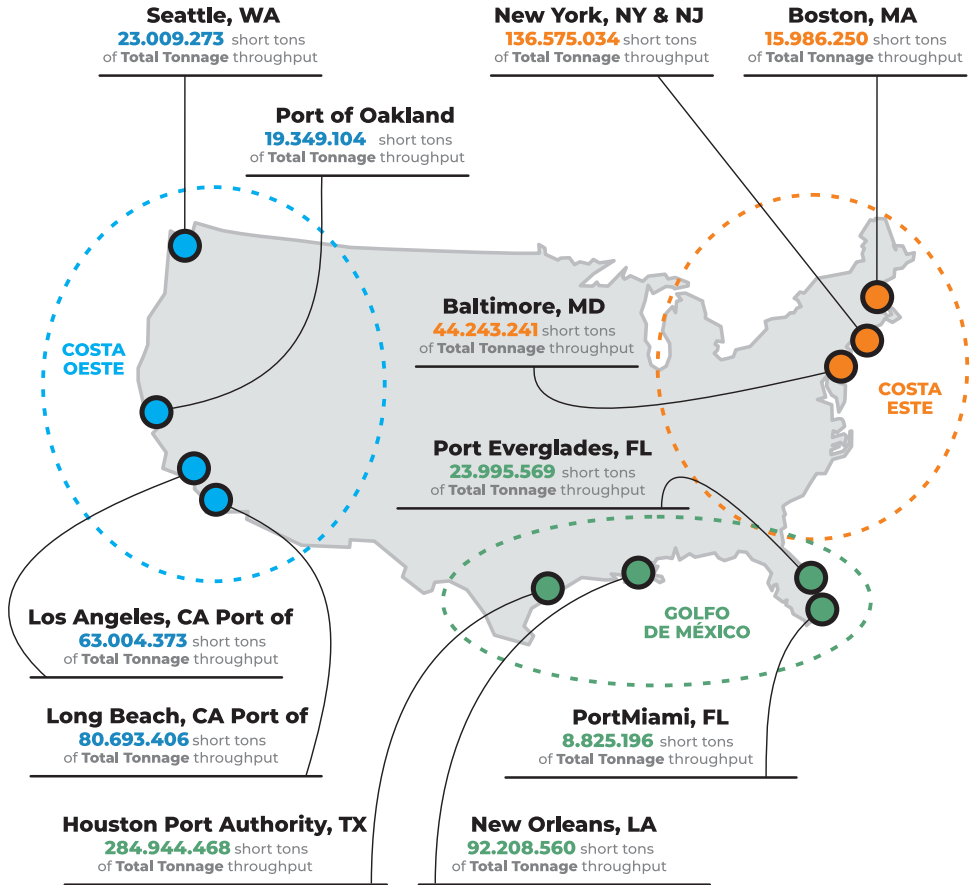 Seattle, WA
23.009.273 short tons
of Total Tonnage throughput
New York, NY & NJ
136.575.034 short tons
of Total Tonnage throughput
Boston, MA
15.986.250 short tons
of Total Tonnage throughput
Port of Oakland
19.349.104 short tons
of Total Tonnage throughput
Baltimore, MD
44.243.241 short tons
of Total Tonnage throughput
COSTA
OESTE
COSTA
ESTE
Port Everglades, FL
23.995.569 short tons
of Total Tonnage throughput
GOLFO
DE MÉXICO
Los Angeles, CA Port of
63.004.373 short tons
of Total Tonnage throughput
Long Beach, CA Port of
80.693.406 short tons
of Total Tonnage throughput
PortMiami, FL
8.825.196 short tons
of Total Tonnage throughput
Houston Port Authority, TX
284.944.468 short tons
of Total Tonnage throughput
New Orleans, LA
92.208.560 short tons
of Total Tonnage throughput